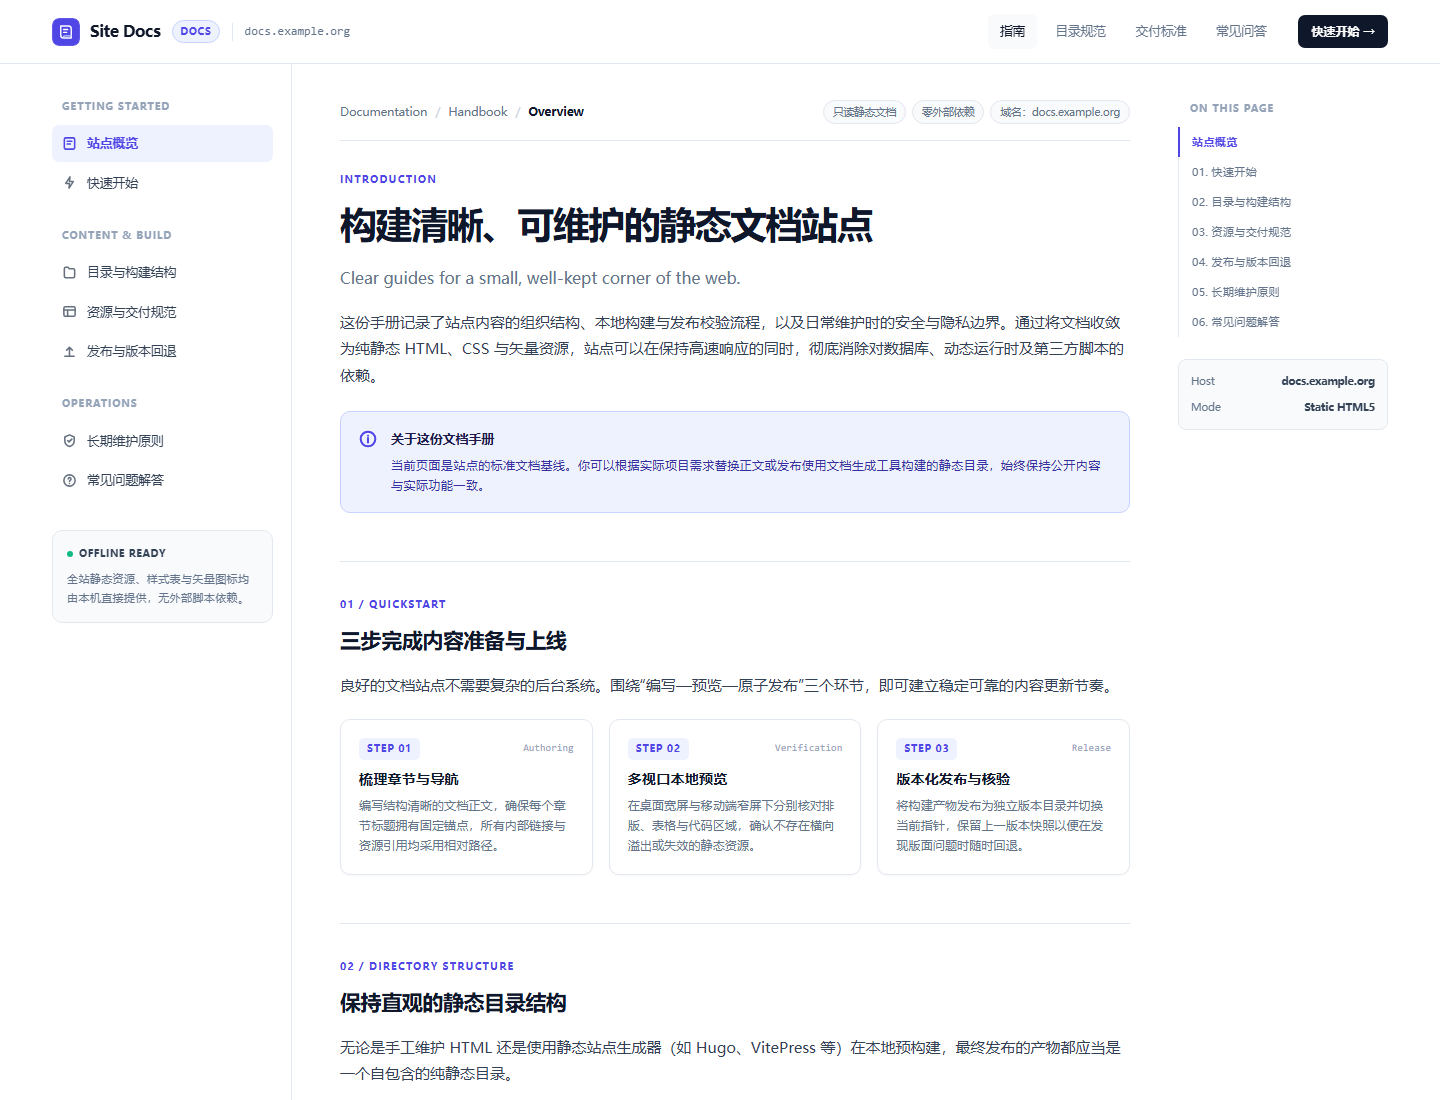 Site Docs DOCS docs.example.org
指南 目录规范 交付标准 常见问答 快速开始 →
GETTING STARTED
站点概览
快速开始
CONTENT & BUILD
目录与构建结构
资源与交付规范
发布与版本回退
OPERATIONS
长期维护原则
常见问题解答
OFFLINE READY
全站静态资源、样式表与矢量图标均
由本机直接提供，无外部脚本依赖。
Documentation / Handbook / Overview
只读静态文档 零外部依赖 域名：docs.example.org
INTRODUCTION
构建清晰、可维护的静态文档站点
Clear guides for a small, well-kept corner of the web.
这份手册记录了站点内容的组织结构、本地构建与发布校验流程，以及日常维护时的安全与隐私边界。通过将文档收敛
为纯静态 HTML、CSS 与矢量资源，站点可以在保持高速响应的同时，彻底消除对数据库、动态运行时及第三方脚本的
依赖。
关于这份文档手册
当前页面是站点的标准文档基线。你可以根据实际项目需求替换正文或发布使用文档生成工具构建的静态目录，始终保持公开内容
与实际功能一致。
01 / QUICKSTART
三步完成内容准备与上线
良好的文档站点不需要复杂的后台系统。围绕“编写—预览—原子发布”三个环节，即可建立稳定可靠的内容更新节奏。
STEP 01 Authoring
梳理章节与导航
编写结构清晰的文档正文，确保每个章
节标题拥有固定锚点，所有内部链接与
资源引用均采用相对路径。
STEP 02 Verification
多视口本地预览
在桌面宽屏与移动端窄屏下分别核对排
版、表格与代码区域，确认不存在横向
溢出或失效的静态资源。
STEP 03 Release
版本化发布与核验
将构建产物发布为独立版本目录并切换
当前指针，保留上一版本快照以便在发
现版面问题时随时回退。
02 / DIRECTORY STRUCTURE
保持直观的静态目录结构
无论是手工维护 HTML 还是使用静态站点生成器（如 Hugo、VitePress 等）在本地预构建，最终发布的产物都应当是
一个自包含的纯静态目录。
ON THIS PAGE
站点概览
01. 快速开始
02. 目录与构建结构
03. 资源与交付规范
04. 发布与版本回退
05. 长期维护原则
06. 常见问题解答
Host docs.example.org
Mode Static HTML5